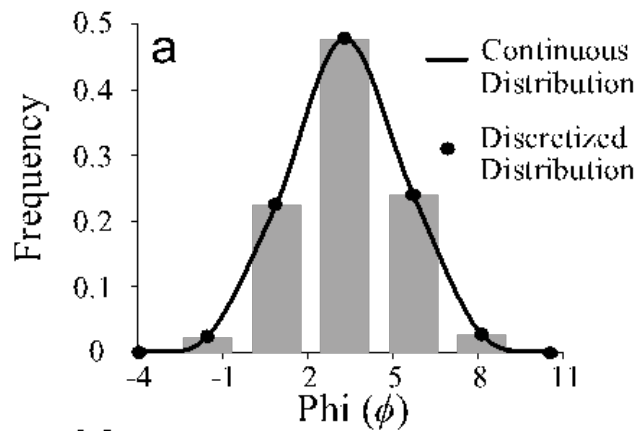 a
0.5
0.4
0.3
0.2
0.1
0
Frequency
Continuous
Distribution
Discretized
Distribution
-4 -1 2 5 8 11
Phi (ϕ)